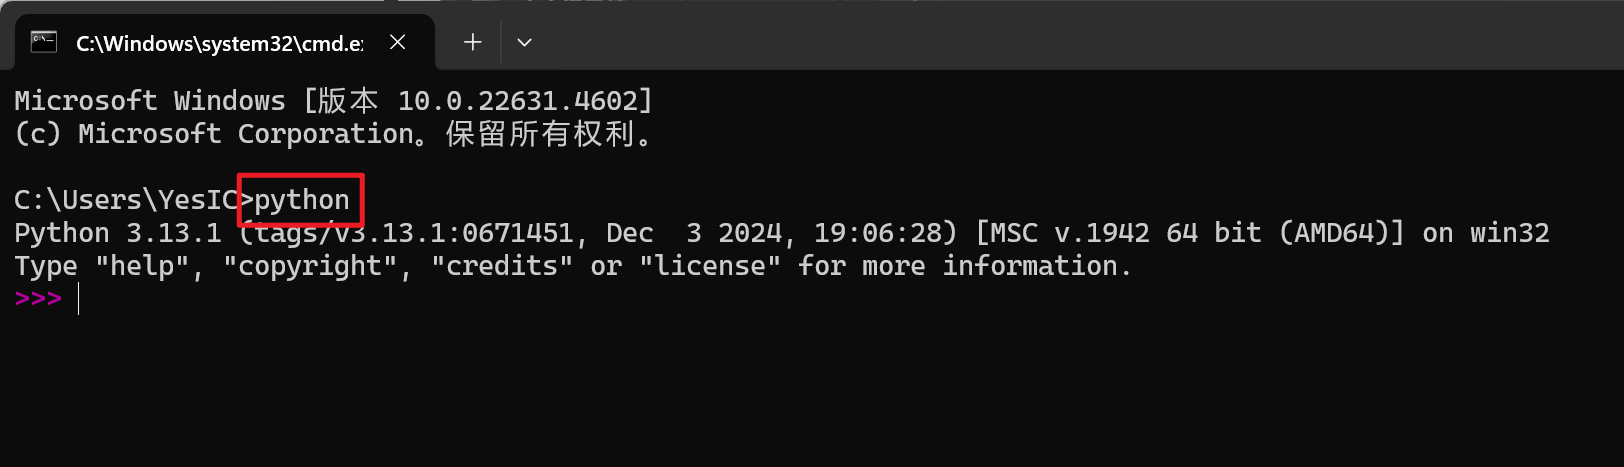 C:\Windows\system32\cmd.e
Microsoft Windows [版本 10.0.22631.4602]
(c) Microsoft Corporation。保留所有权利。
C:\Users\YesIC>python
Python 3.13.1 (tags/v3.13.1:0671451, Dec  3 2024, 19:06:28) [MSC v.1942 64 bit (AMD64)] on win32
Type "help", "copyright", "credits" or "license" for more information.
>>>